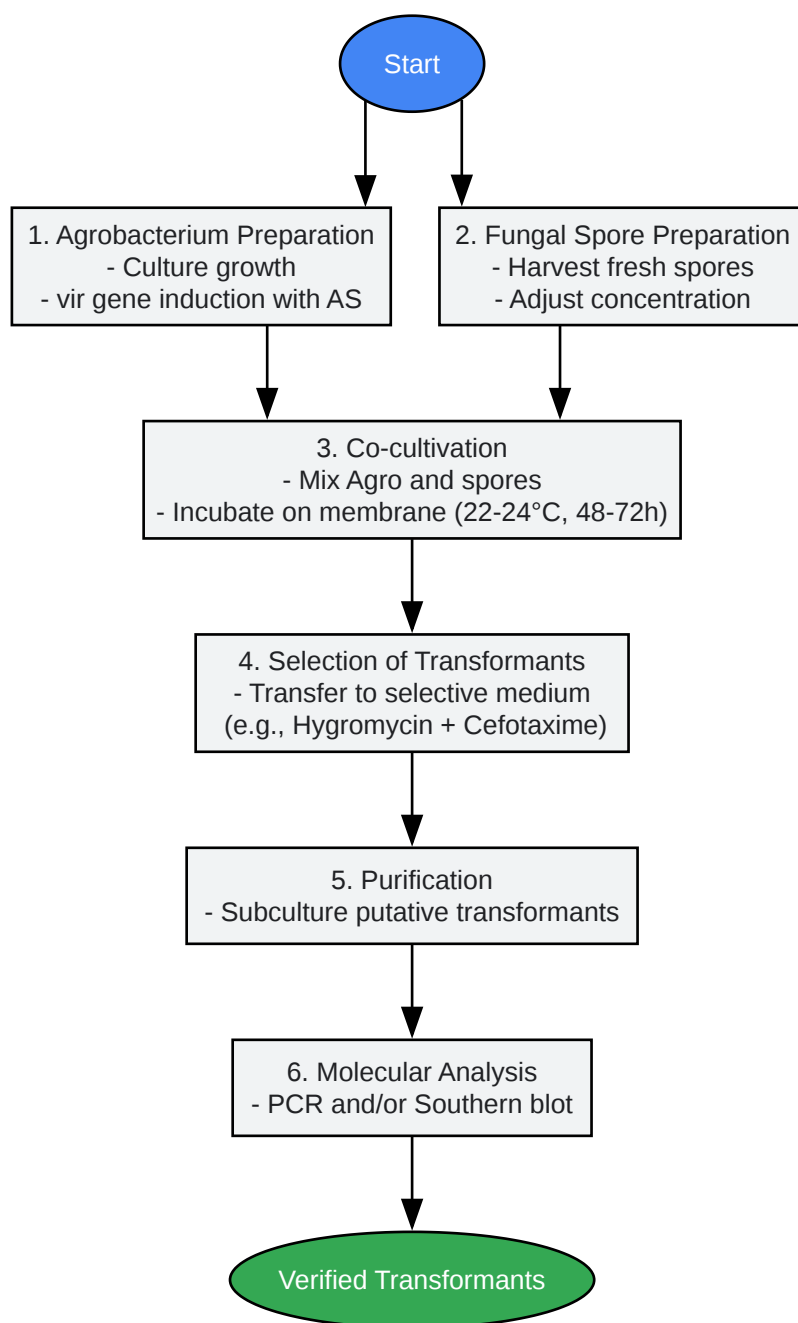 Start
1. Agrobacterium Preparation
- Culture growth
- vir gene induction with AS
2. Fungal Spore Preparation
- Harvest fresh spores
- Adjust concentration
3. Co-cultivation
- Mix Agro and spores
- Incubate on membrane (22-24°C, 48-72h)
4. Selection of Transformants
- Transfer to selective medium
(e.g., Hygromycin + Cefotaxime)
5. Purification
- Subculture putative transformants
6. Molecular Analysis
- PCR and/or Southern blot
Verified Transformants